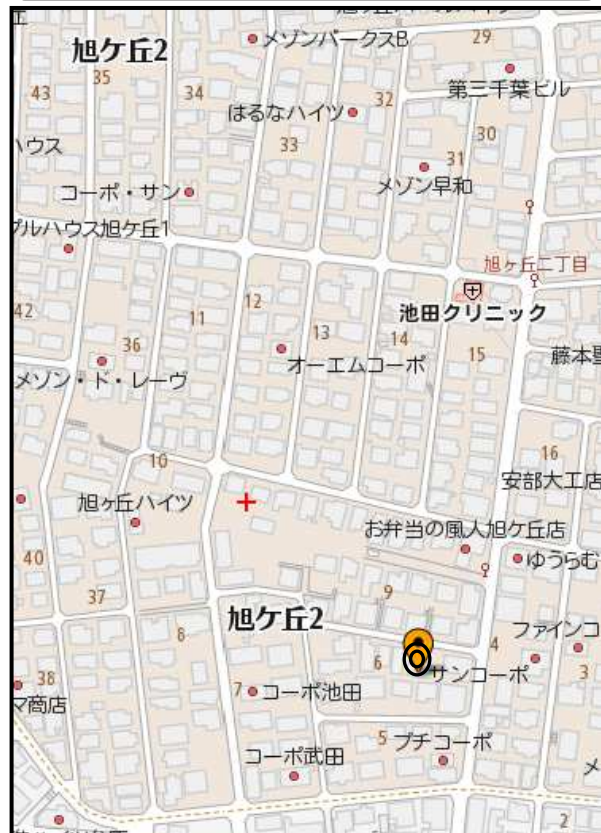 29
メゾンパークスB
旭ケ丘2
35
43
34
第三千葉ビル
32
はるなハイツ
30
33
ハウス
31
メゾン早和
コーポ・サン
プルハウス旭ケ丘1
旭ヶ丘二丁目
12
42
11
池田クリニック
13
14
36
15
オーエムコーポ
メゾン・ド・レーヴ
10
16
安部大工店
旭ヶ丘ハイツ
お弁当の風人旭ケ丘店
40
ゆうらむ
9
37
旭ケ丘2
8
4
ファインコ
6
サンコーポ
3
38
7
コーポ池田
マ商店
5
プチコーポ
コーポ武田
メ
2